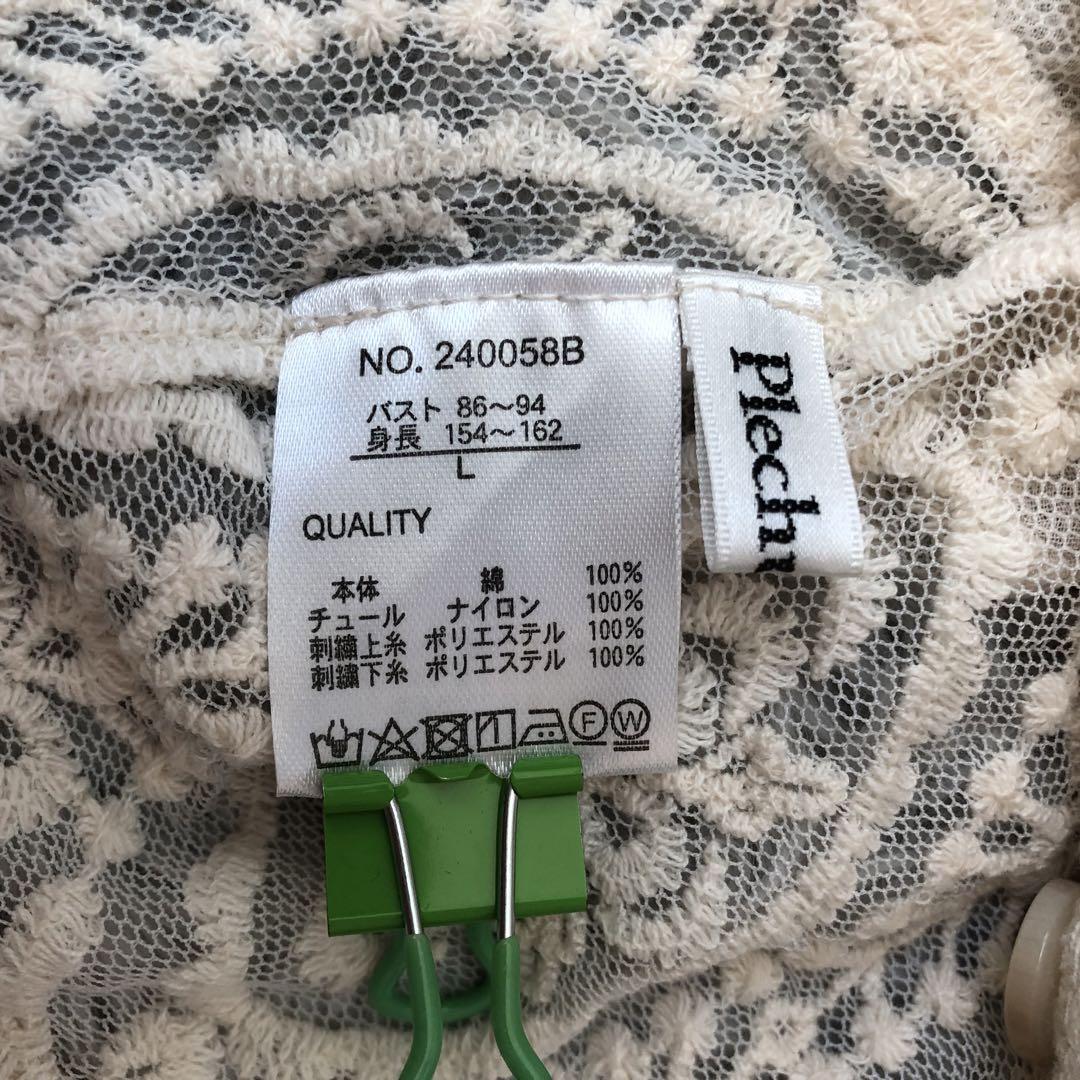 NO. 240058B
バスト 86〜94
身長 154〜162
L
QUALITY
本体 綿 100%
チュール ナイロン 100%
刺繍上糸 ポリエステル 100%
刺繍下糸 ポリエステル 100%
F W